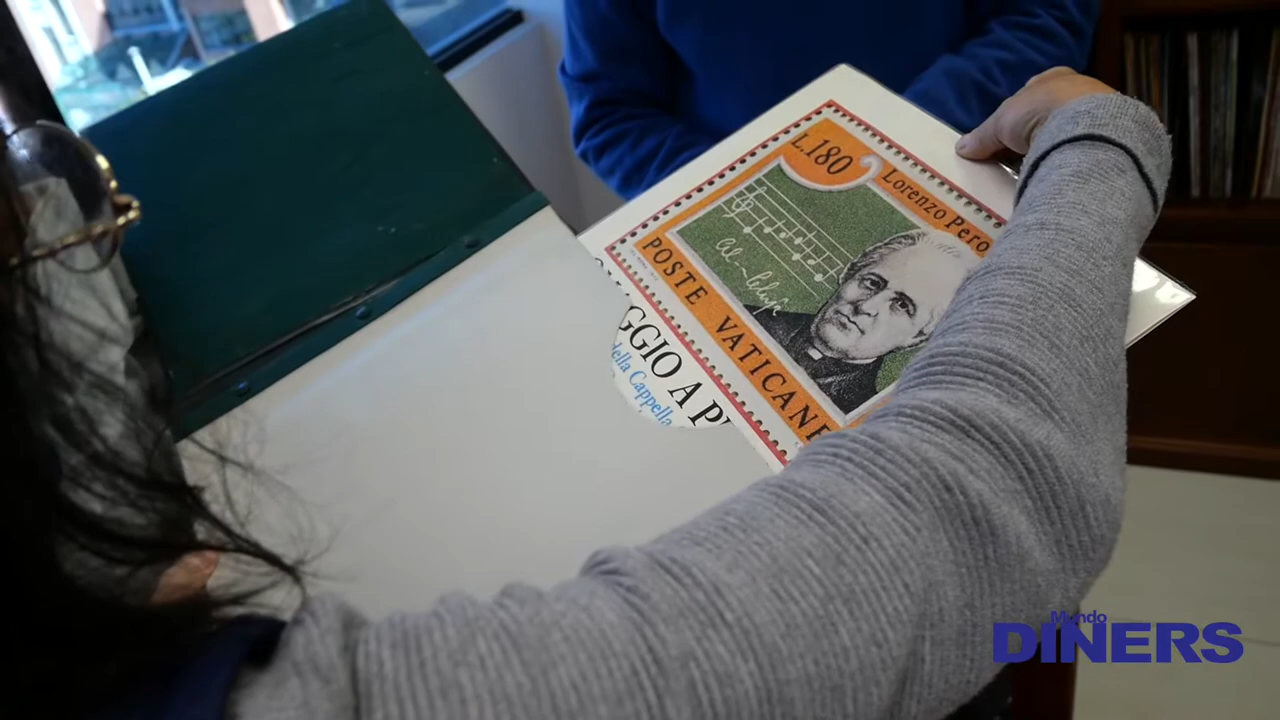 L.180
Lorenzo Pero
POSTE VATICANE
GGIO A P
della Cappella
Mundo
DINERS